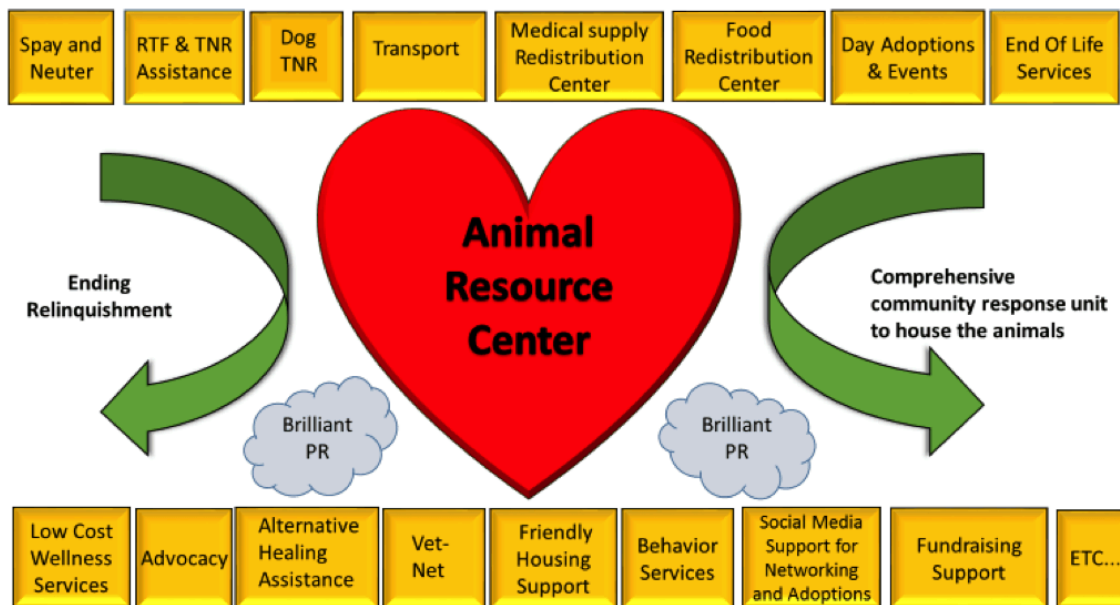 Spay and
Neuter
RTF & TNR
Assistance
Dog
TNR
Transport
Medical supply
Redistribution
Center
Food
Redistribution
Center
Day Adoptions
& Events
End Of Life
Services
Animal
Resource
Center
Ending
Relinquishment
Comprehensive
community response unit
to house the animals
Brilliant
PR
Brilliant
PR
Low Cost
Wellness
Services
Advocacy
Alternative
Healing
Assistance
Vet-
Net
Friendly
Housing
Support
Behavior
Services
Social Media
Support for
Networking
and Adoptions
Fundraising
Support
ETC...